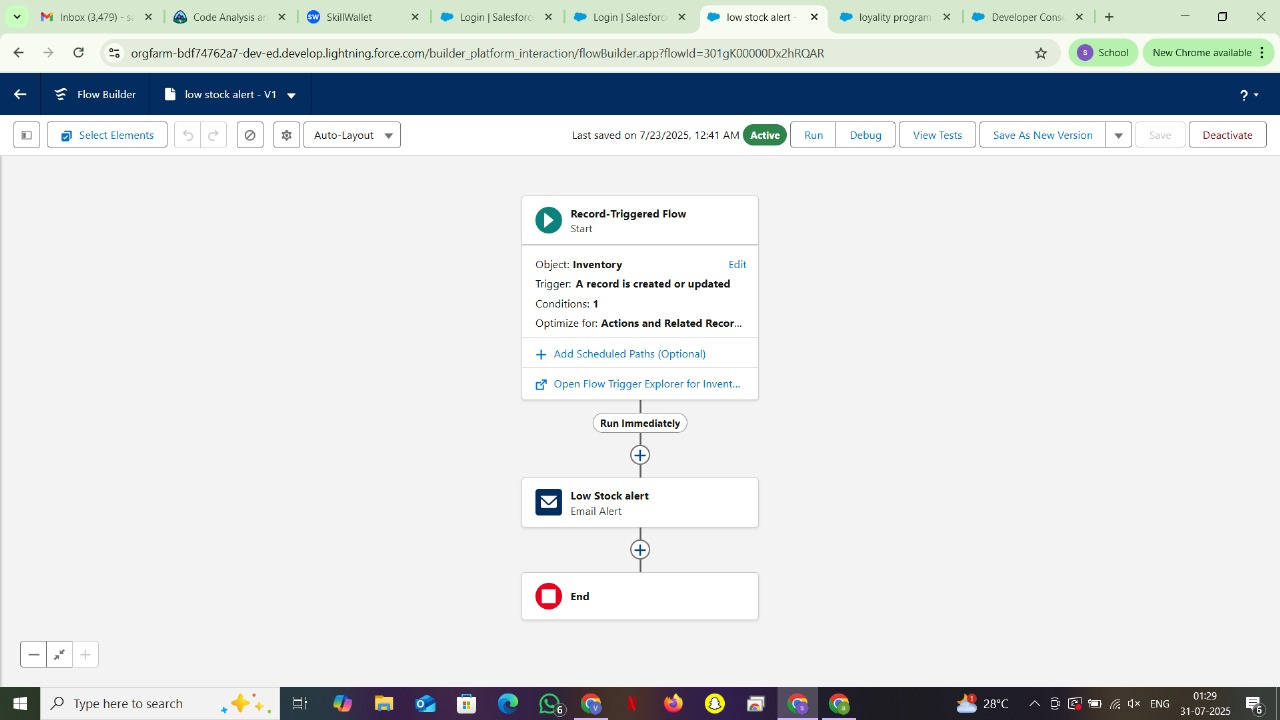 Inbox (3,479) - s
Code Analysis an
SkillWallet
Login | Salesforc
Login | Salesforc
low stock alert -
loyality program
Developer Cons
orgfarm-bdf74762a7-dev-ed.develop.lightning.force.com/builder_platform_interaction/flowBuilder.app?flowId=301gK00000Dx2hRQAR
S School
New Chrome available
Flow Builder
low stock alert - V1
?
Select Elements
Auto-Layout
Last saved on 7/23/2025, 12:41 AM
Active
Run
Debug
View Tests
Save As New Version
Save
Deactivate
Record-Triggered Flow
Start
Object: Inventory
Edit
Trigger: A record is created or updated
Conditions: 1
Optimize for: Actions and Related Recor...
Add Scheduled Paths (Optional)
Open Flow Trigger Explorer for Invent...
Run Immediately
Low Stock alert
Email Alert
End
Type here to search
28°C
ENG
01:29
31-07-2025